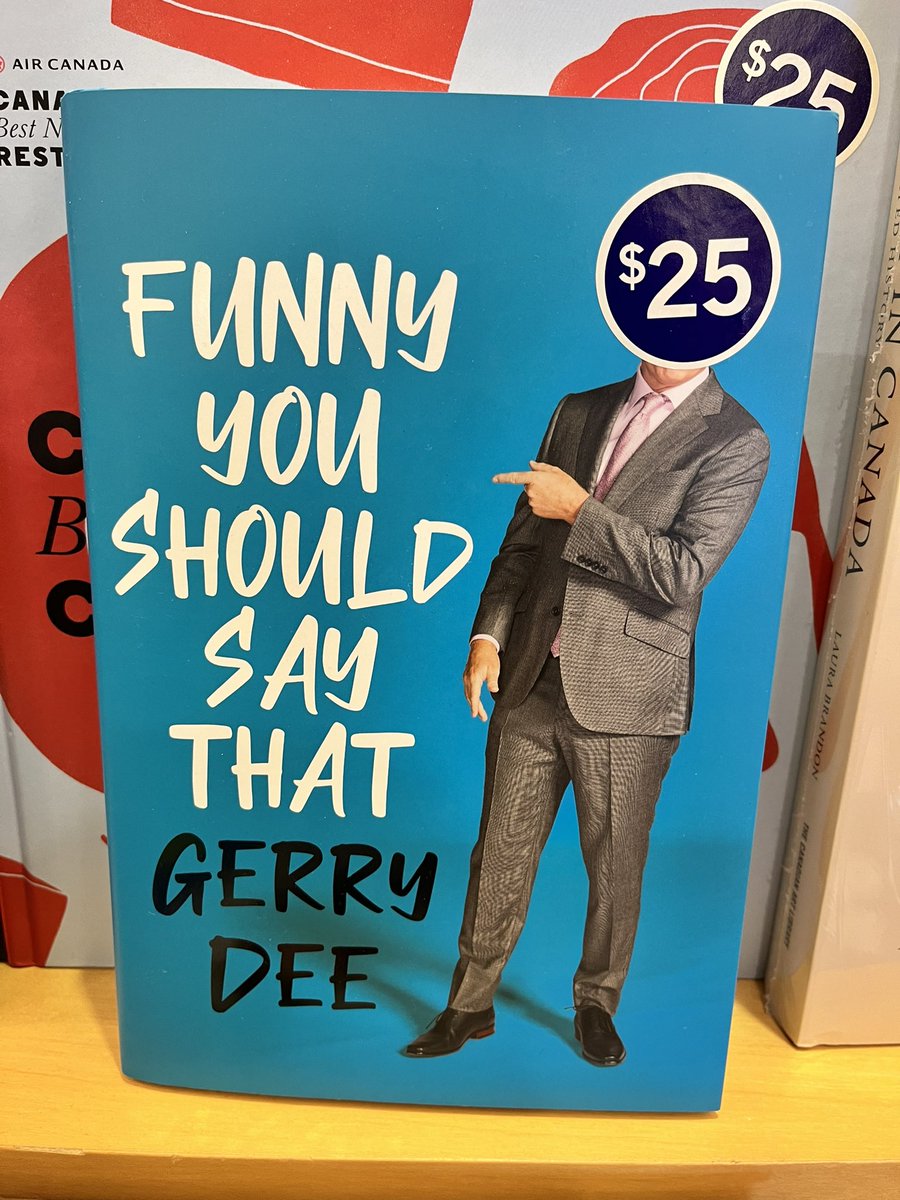 AIR CANADA
CANA
Best N
REST
$25
$25
FUNNY
YOU
SHOULD
SAY
THAT
GERRY
DEE
C
B
C
IN CANADA
LAURA BRANDON